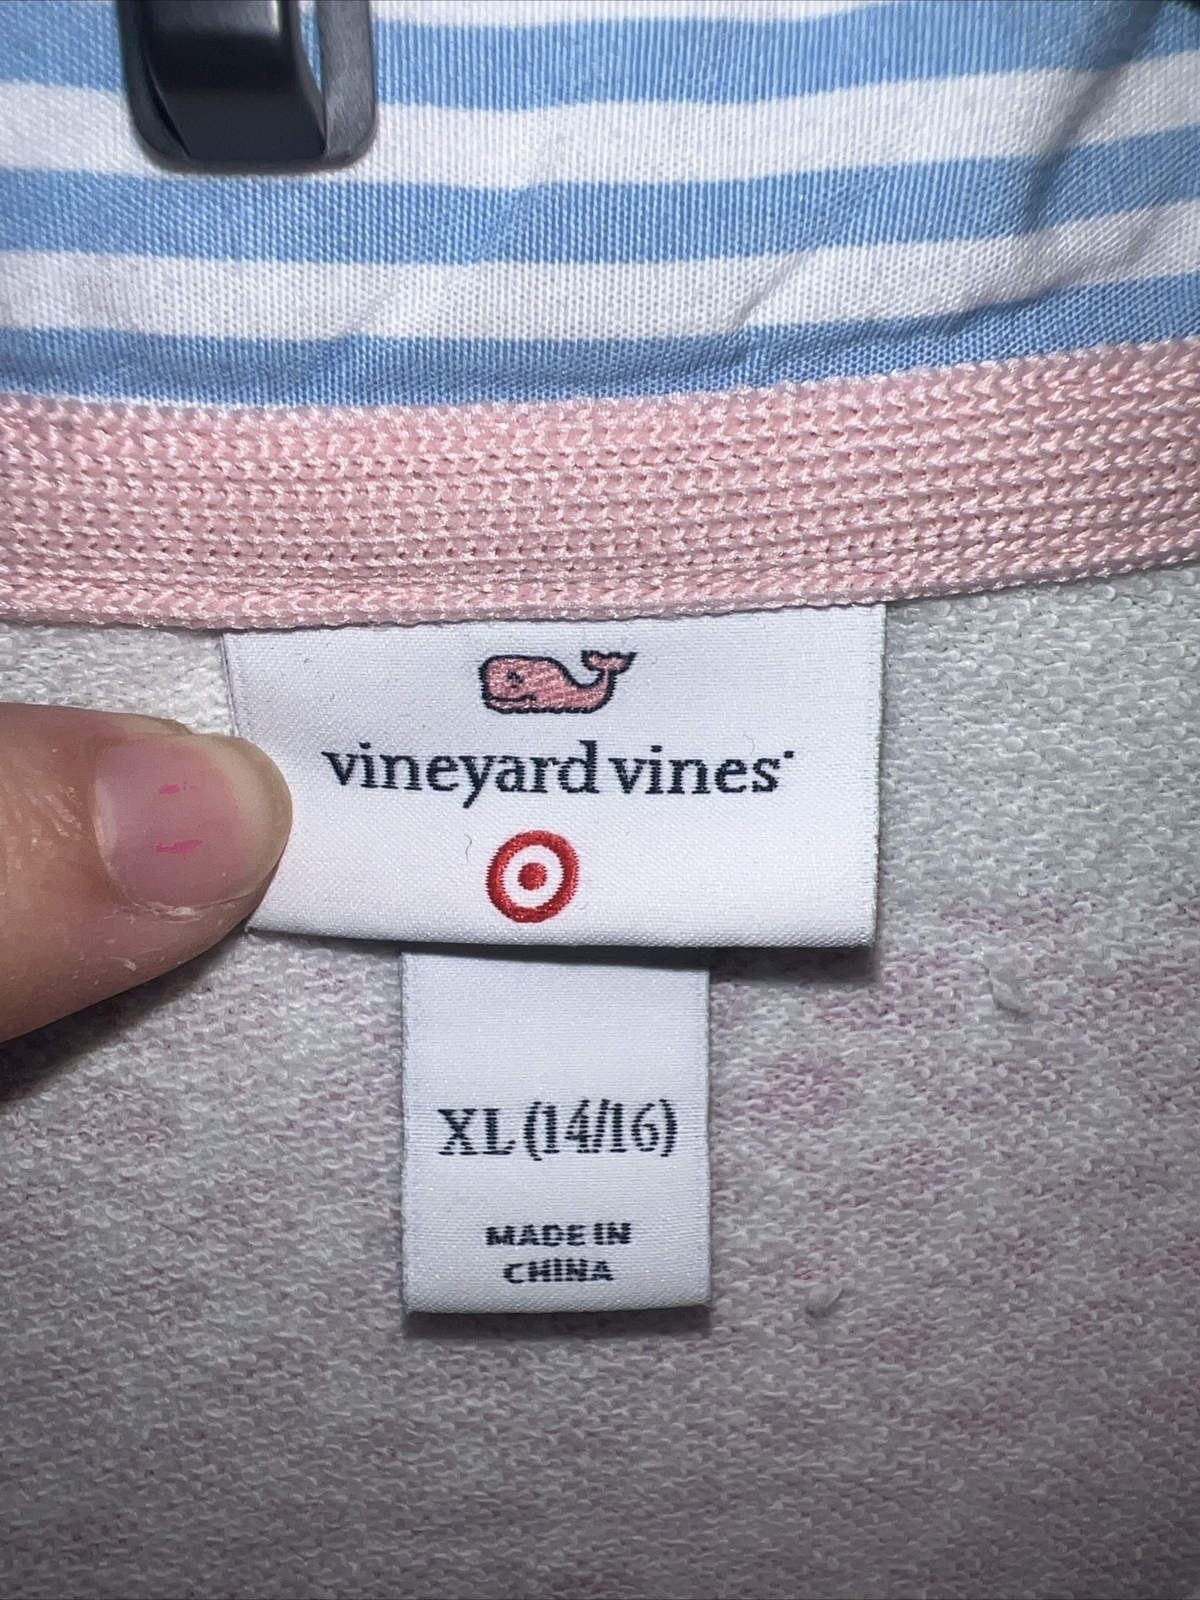 vineyard vines
XL (14/16)
MADE IN
CHINA